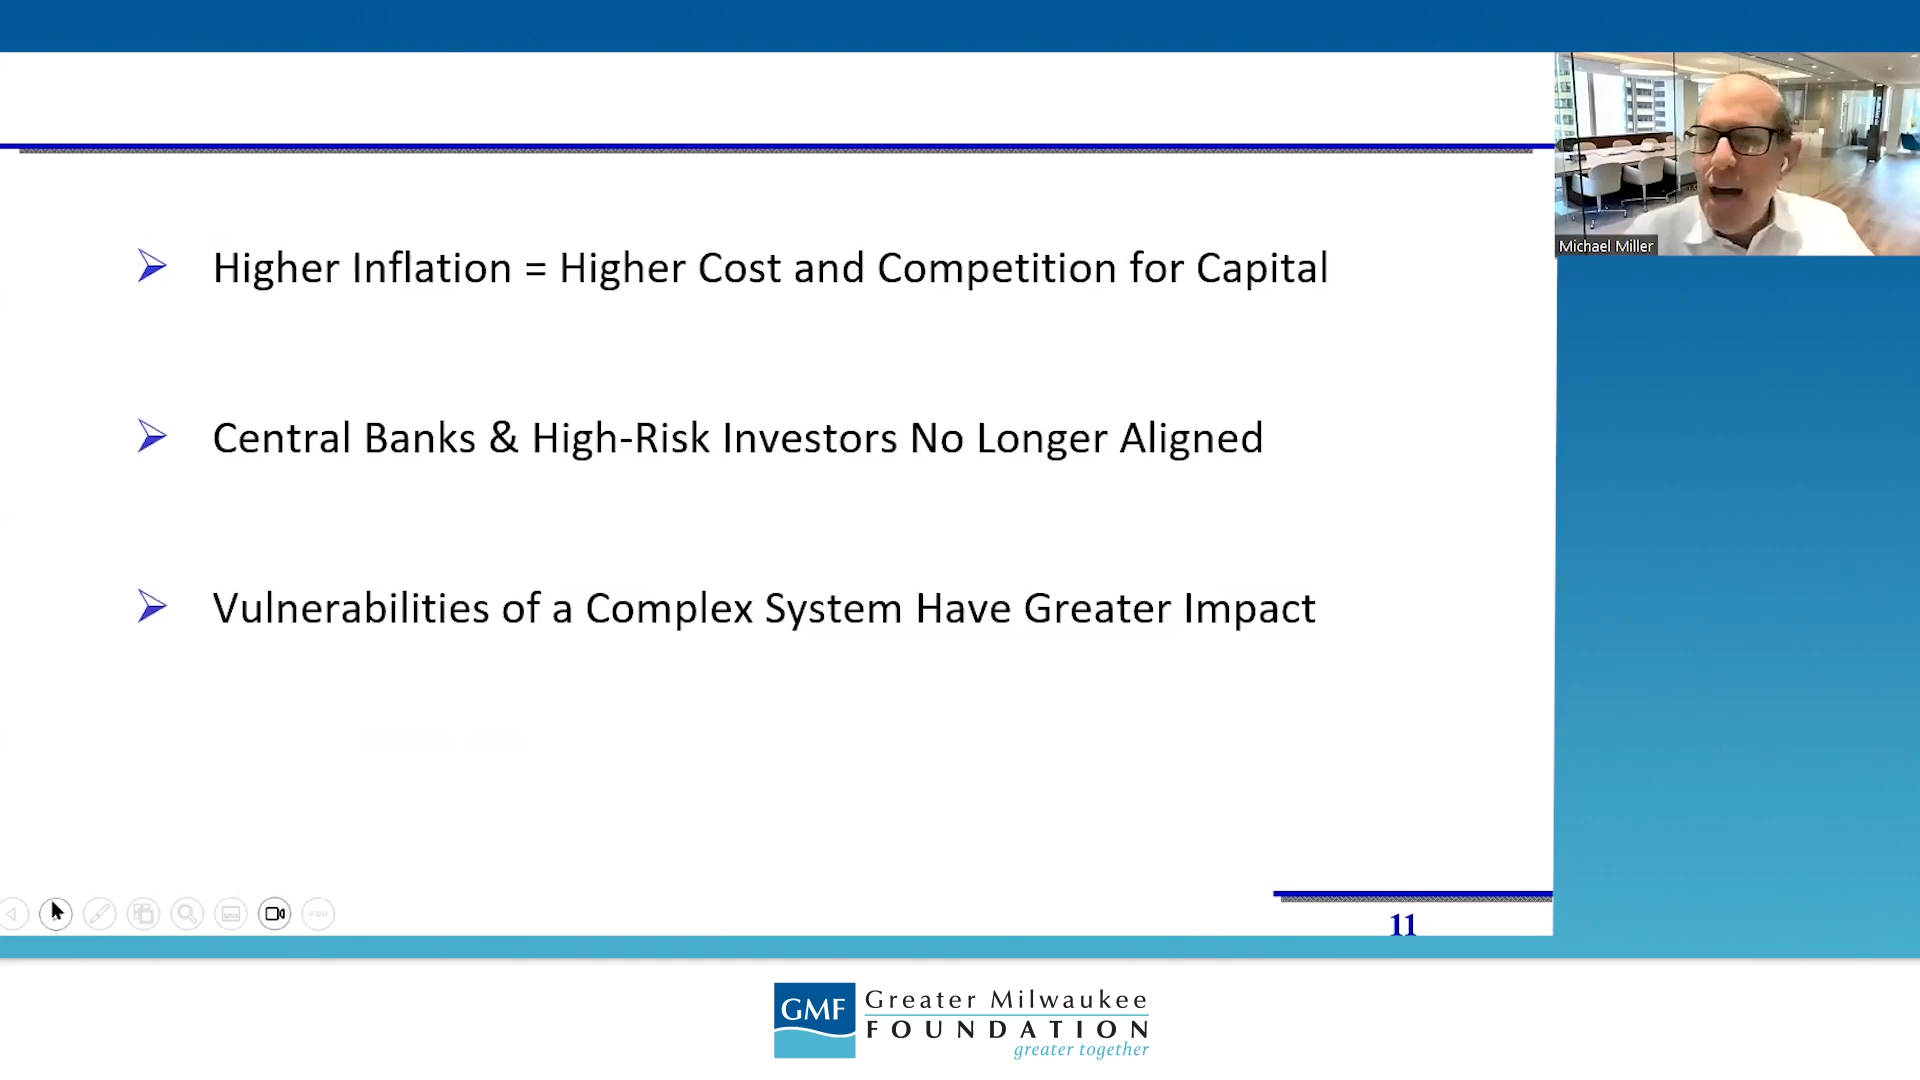 Michael Miller
Higher Inflation = Higher Cost and Competition for Capital
Central Banks & High-Risk Investors No Longer Aligned
Vulnerabilities of a Complex System Have Greater Impact
11
GMF
Greater Milwaukee
FOUNDATION
greater together